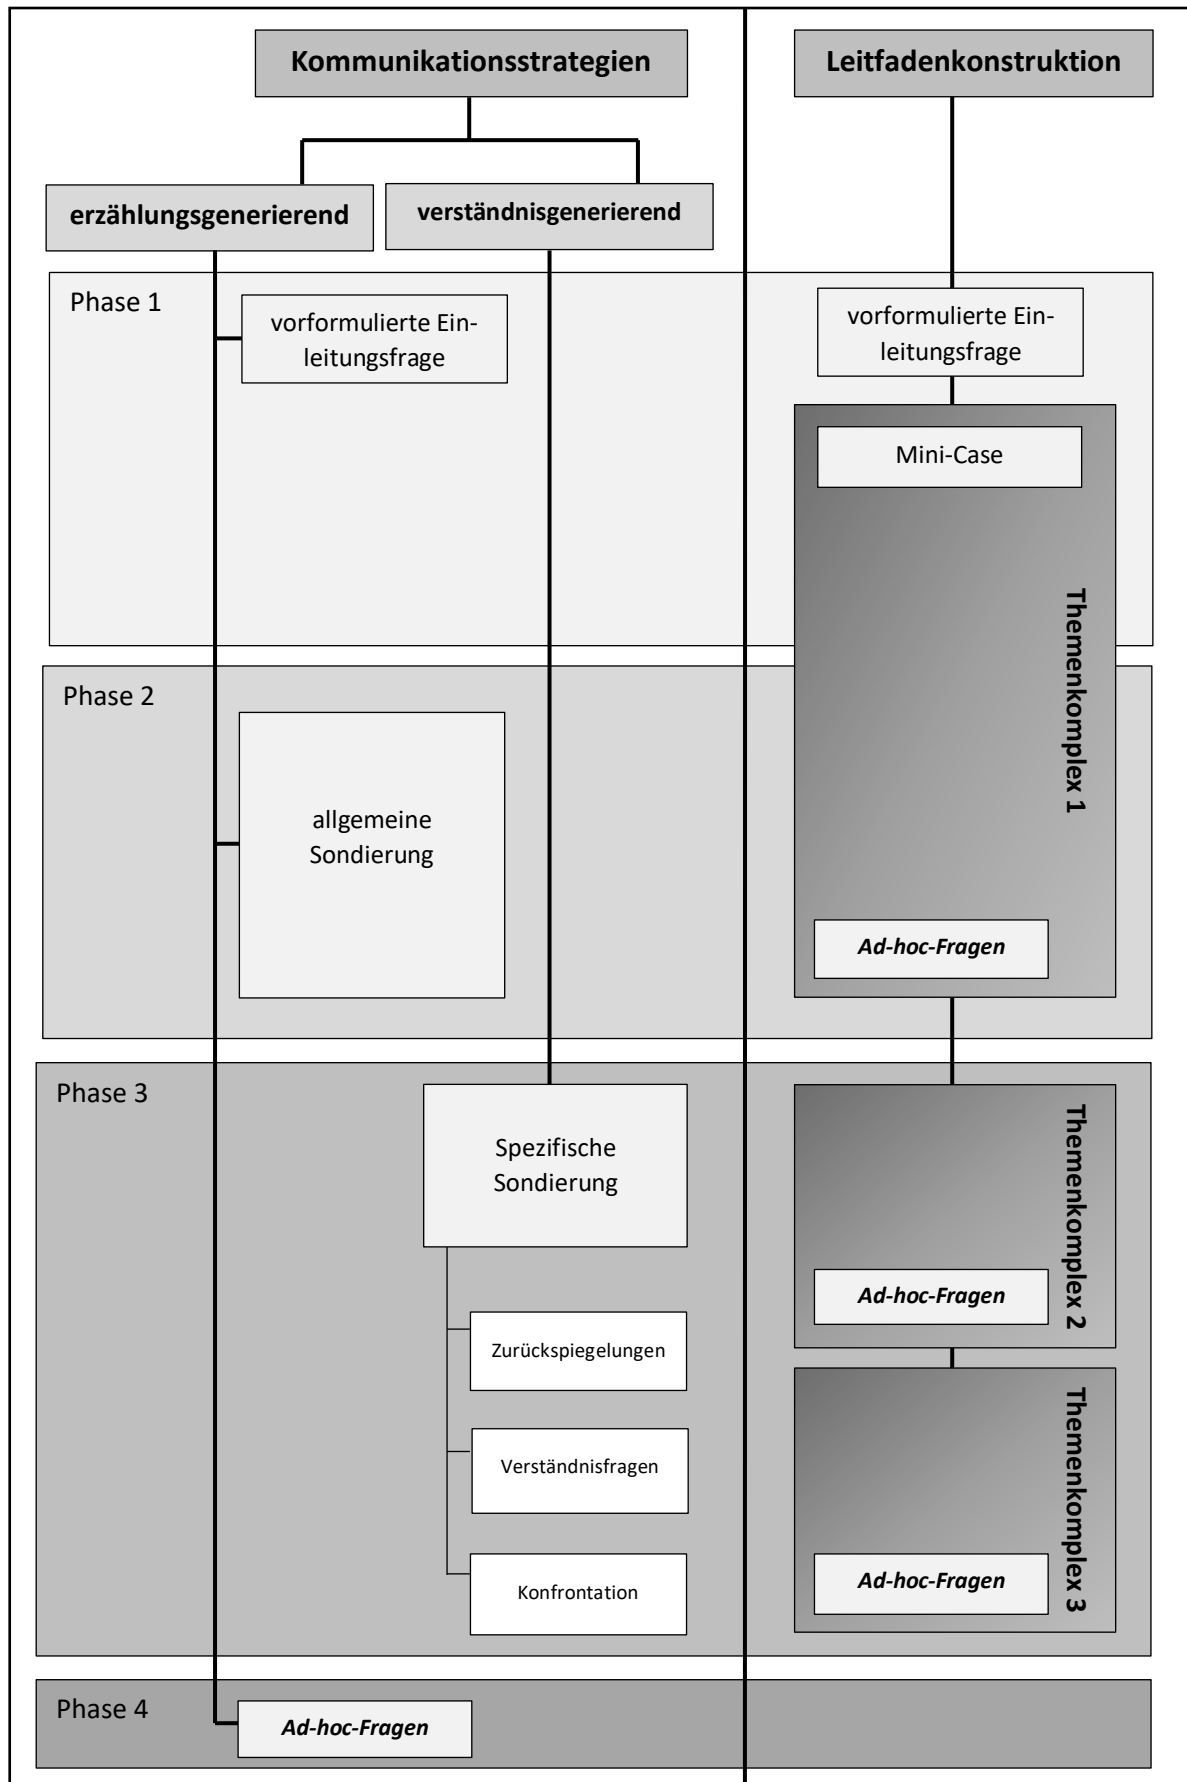 Kommunikationsstrategien
Leitfadenkonstruktion
erzählungsgenerierend
verständnisgenerierend
Phase 1
vorformulierte Ein-
leitungsfrage
vorformulierte Ein-
leitungsfrage
Mini-Case
Themenkomplex 1
Phase 2
allgemeine
Sondierung
Ad-hoc-Fragen
Phase 3
Spezifische
Sondierung
Themenkomplex 2
Ad-hoc-Fragen
Zurückspiegelungen
Verständnisfragen
Themenkomplex 3
Ad-hoc-Fragen
Konfrontation
Phase 4
Ad-hoc-Fragen